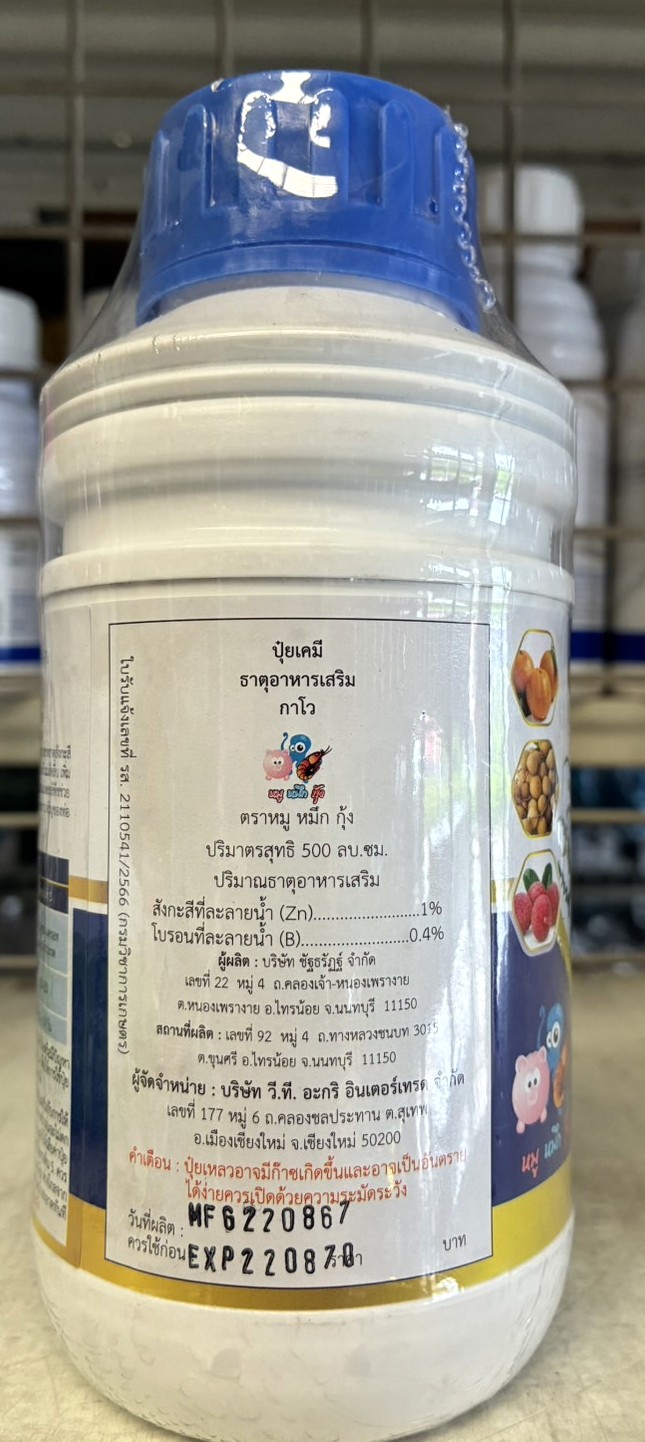 ปุ๋ยเคมี
ธาตุอาหารเสริม
กาโว
หมู หมึก กุ้ง
ตราหมู หมึก กุ้ง
ปริมาตรสุทธิ 500 ลบ.ซม.
ปริมาณธาตุอาหารเสริม
สังกะสีที่ละลายน้ำ (Zn)........................1%
โบรอนที่ละลายน้ำ (B)........................0.4%
ผู้ผลิต : บริษัท ชัฐธรัฏฐ์ จำกัด
เลขที่ 22 หมู่ 4 ถ.คลองเจ้า-หนองเพรางาย
ต.หนองเพรางาย อ.ไทรน้อย จ.นนทบุรี 11150
สถานที่ผลิต : เลขที่ 92 หมู่ 4 ถ.ทางหลวงชนบท
ต.ขุนศรี อ.ไทรน้อย จ.นนทบุรี 11150
ผู้จัดจำหน่าย : บริษัท วี.ที. อะกริ อินเตอร์เทรด จำกัด
เลขที่ 177 หมู่ 6 ถ.คลองชลประทาน ต.สุเทพ
อ.เมืองเชียงใหม่ จ.เชียงใหม่ 50200
คำเตือน : ปุ๋ยเหลวอาจมีก๊าซเกิดขึ้นและอาจเป็นอันตราย
ได้ง่ายควรเปิดด้วยความระมัดระวัง
วันที่ผลิต : MFG220867
ควรใช้ก่อน EXP220870 ราคา บาท
ใบรับแจ้งเลขที่ รส. 2110541/2566 (กรมวิชาการเกษตร)
หมู หมึก